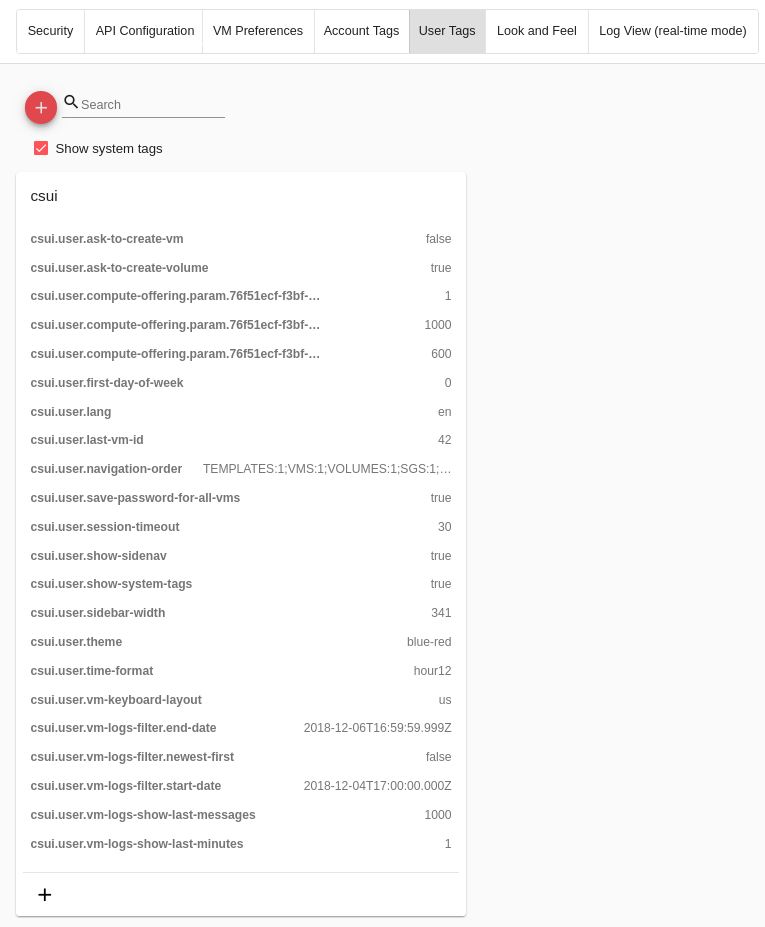 Security API Configuration VM Preferences Account Tags User Tags Look and Feel Log View (real-time mode)
Search
Show system tags
csui
csui.user.ask-to-create-vm false
csui.user.ask-to-create-volume true
csui.user.compute-offering.param.76f51ecf-f3bf-… 1
csui.user.compute-offering.param.76f51ecf-f3bf-… 1000
csui.user.compute-offering.param.76f51ecf-f3bf-… 600
csui.user.first-day-of-week 0
csui.user.lang en
csui.user.last-vm-id 42
csui.user.navigation-order TEMPLATES:1;VMS:1;VOLUMES:1;SGS:1;…
csui.user.save-password-for-all-vms true
csui.user.session-timeout 30
csui.user.show-sidenav true
csui.user.show-system-tags true
csui.user.sidebar-width 341
csui.user.theme blue-red
csui.user.time-format hour12
csui.user.vm-keyboard-layout us
csui.user.vm-logs-filter.end-date 2018-12-06T16:59:59.999Z
csui.user.vm-logs-filter.newest-first false
csui.user.vm-logs-filter.start-date 2018-12-04T17:00:00.000Z
csui.user.vm-logs-show-last-messages 1000
csui.user.vm-logs-show-last-minutes 1